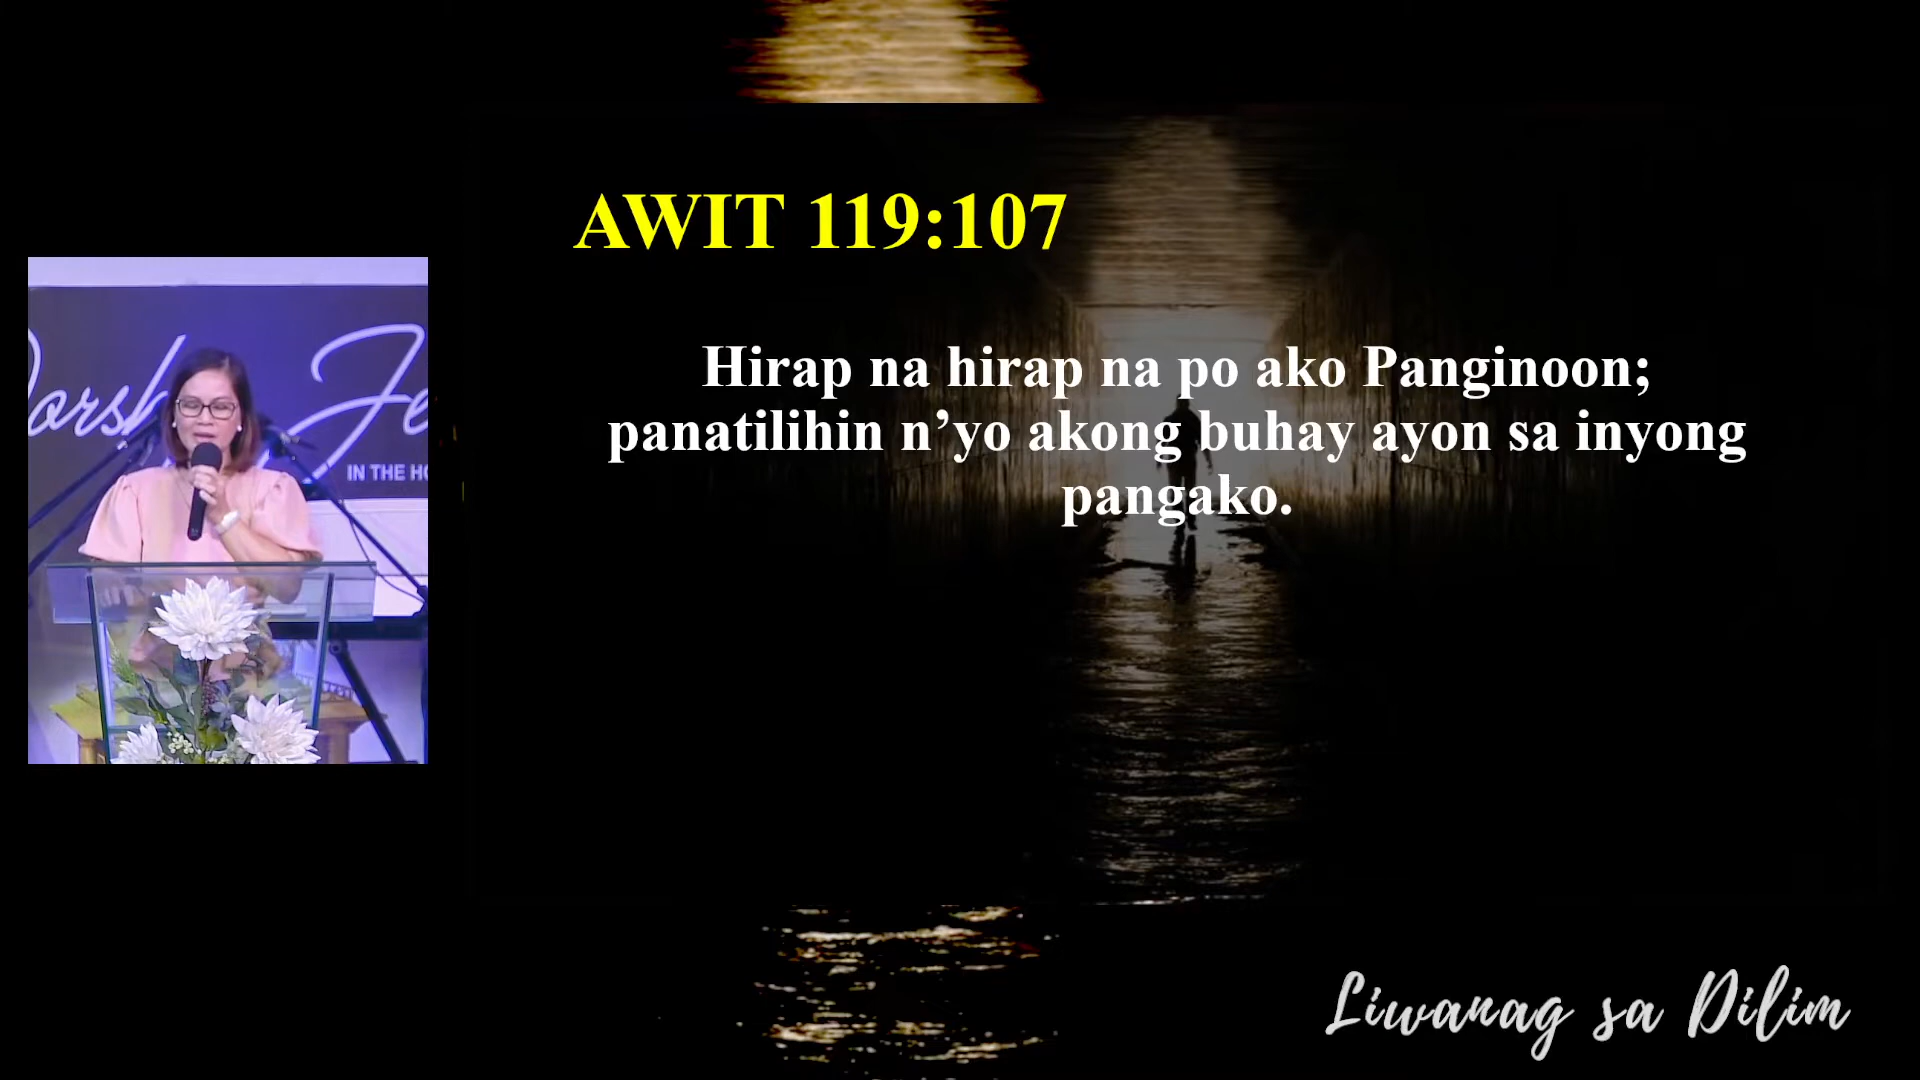 AWIT 119:107
Hirap na hirap na po ako Panginoon;
panatilihin n’yo akong buhay ayon sa inyong
pangako.
IN THE
Liwanag sa Dilim